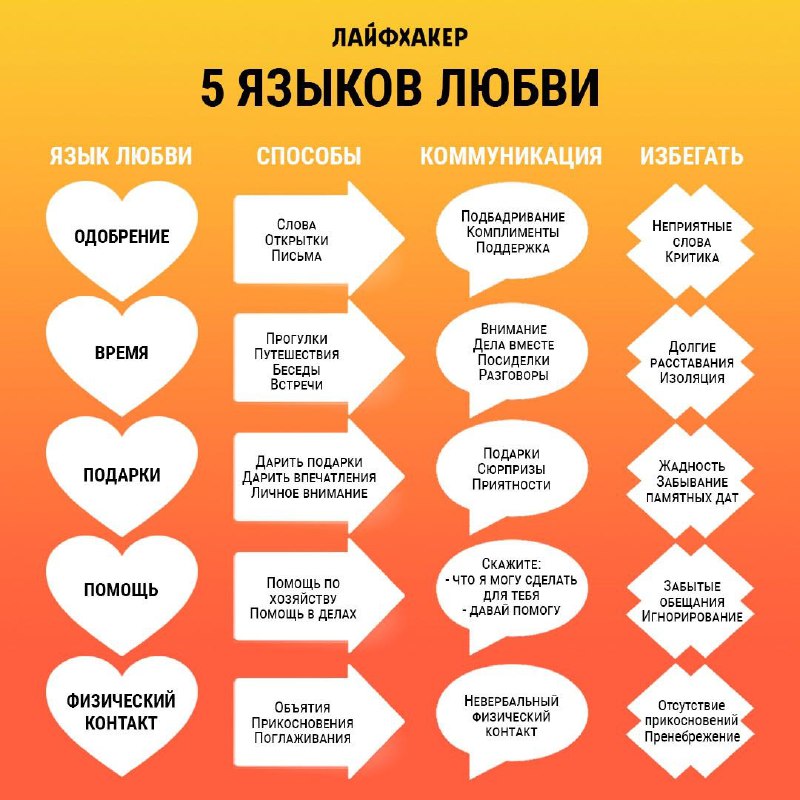 ЛАЙФХАКЕР
5 ЯЗЫКОВ ЛЮБВИ
ЯЗЫК ЛЮБВИ
СПОСОБЫ
КОММУНИКАЦИЯ
ИЗБЕГАТЬ
ОДОБРЕНИЕ
Слова
Открытки
Письма
Подбадривание
Комплименты
Поддержка
Неприятные
слова
Критика
ВРЕМЯ
Прогулки
Путешествия
Беседы
Встречи
Внимание
Дела вместе
Посиделки
Разговоры
Долгие
расставания
Изоляция
ПОДАРКИ
Дарить подарки
Дарить впечатления
Личное внимание
Подарки
Сюрпризы
Приятности
Жадность
Забывание
памятных дат
ПОМОЩЬ
Помощь по
хозяйству
Помощь в делах
Скажите:
- что я могу сделать
для тебя
- давай помогу
Забытые
обещания
Игнорирование
ФИЗИЧЕСКИЙ
КОНТАКТ
Объятия
Прикосновения
Поглаживания
Невербальный
физический
контакт
Отсутствие
прикосновений
Пренебрежение